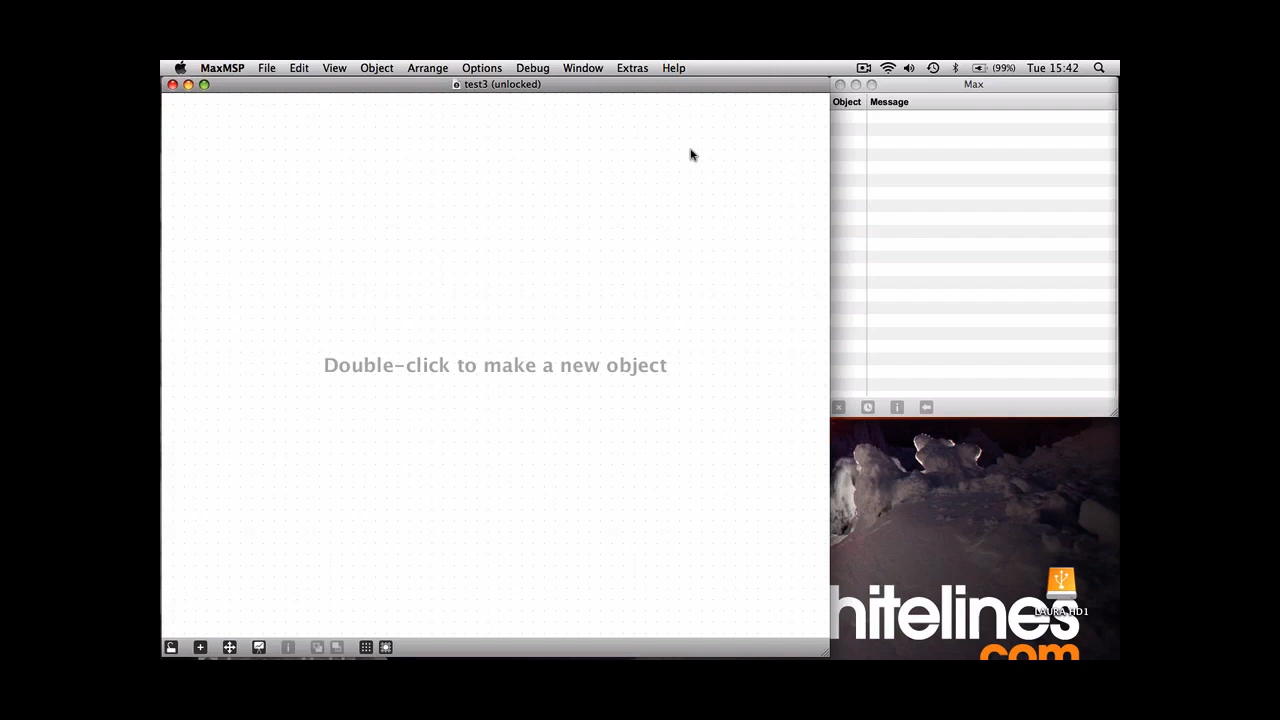 MaxMSP File Edit View Object Arrange Options Debug Window Extras Help (99%) Tue 15:42
test3 (unlocked)
Max
Object Message
Double-click to make a new object
hitelines
LAURA HD1
com